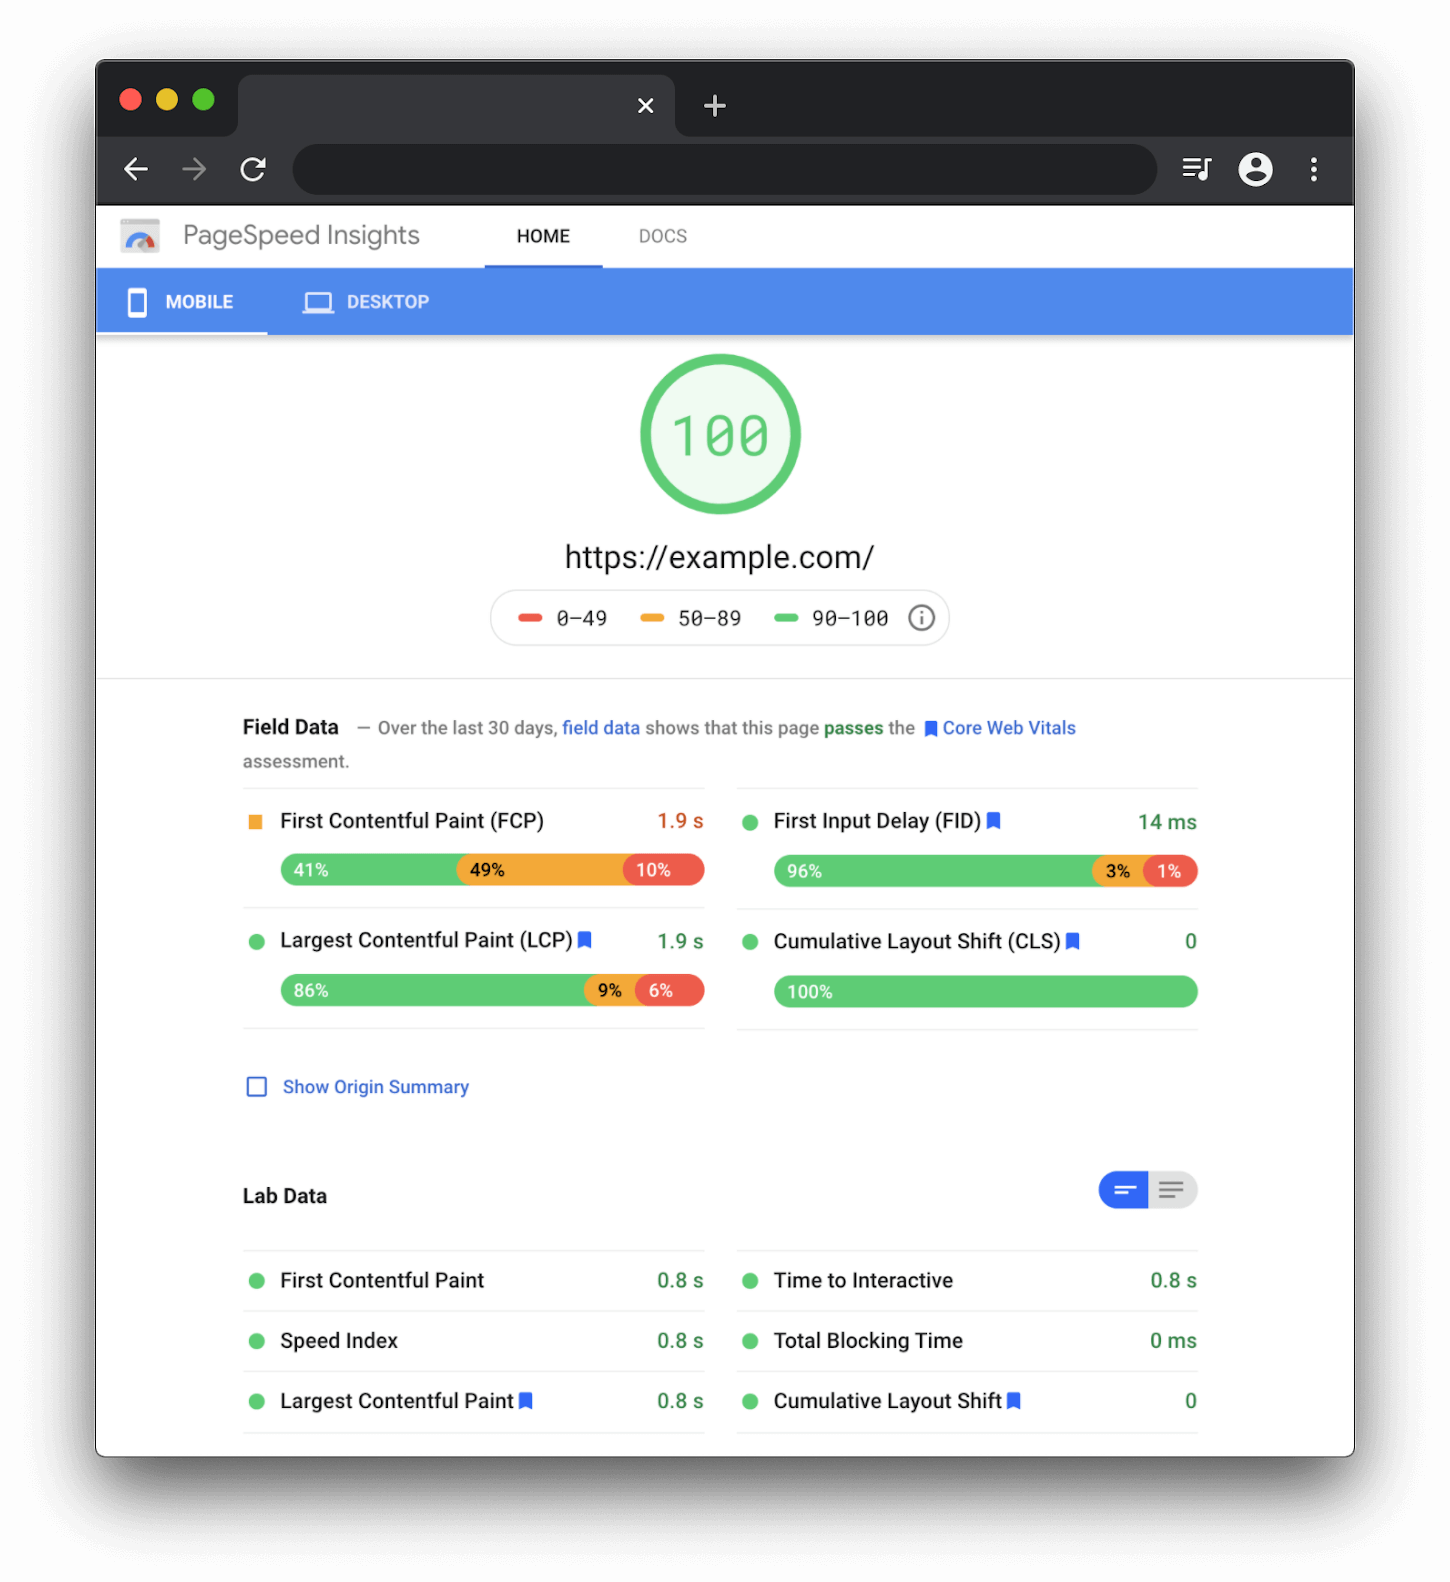 PageSpeed Insights HOME DOCS
MOBILE DESKTOP
100
https://example.com/
0–49 50–89 90–100
Field Data — Over the last 30 days, field data shows that this page passes the Core Web Vitals
assessment.
First Contentful Paint (FCP) 1.9 s
41% 49% 10%
First Input Delay (FID) 14 ms
96% 3% 1%
Largest Contentful Paint (LCP) 1.9 s
86% 9% 6%
Cumulative Layout Shift (CLS) 0
100%
Show Origin Summary
Lab Data
First Contentful Paint 0.8 s
Time to Interactive 0.8 s
Speed Index 0.8 s
Total Blocking Time 0 ms
Largest Contentful Paint 0.8 s
Cumulative Layout Shift 0